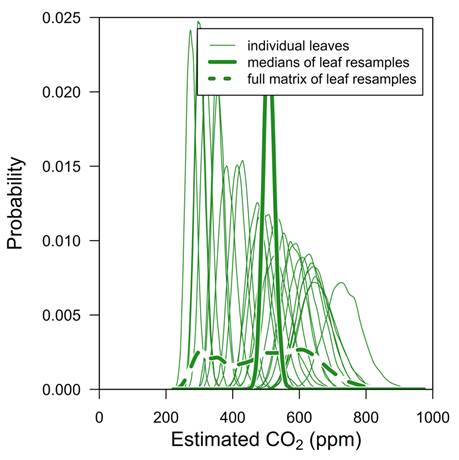 0.025
0.020
0.015
0.010
0.005
0.000
Probability
individual leaves
medians of leaf resamples
full matrix of leaf resamples
0 200 400 600 800 1000
Estimated CO₂ (ppm)